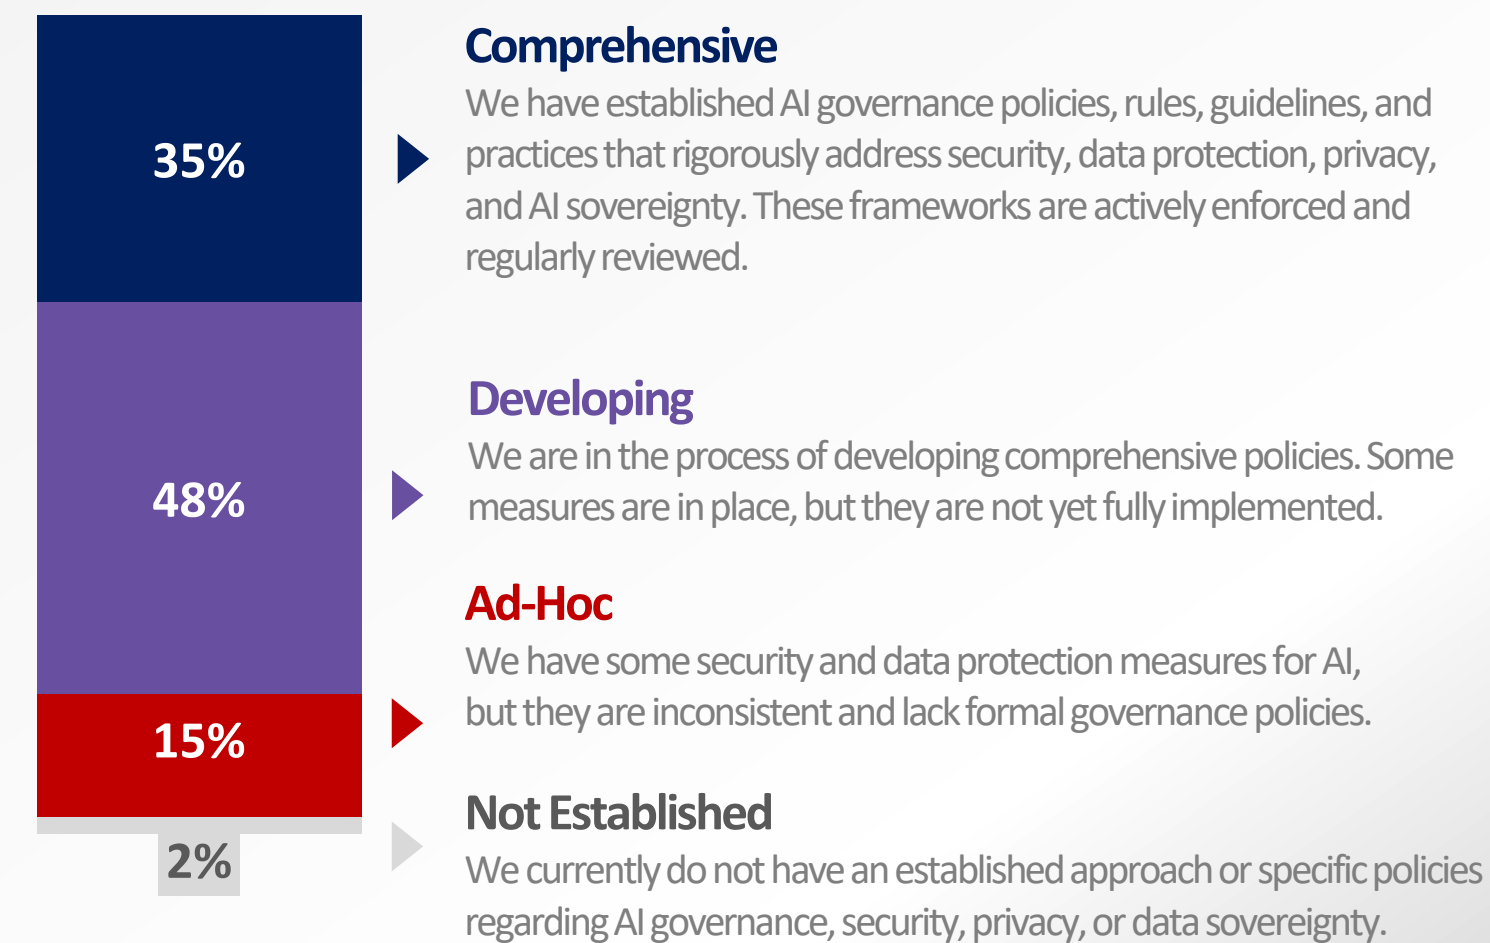 35%
48%
15%
2%
Comprehensive
We have established AI governance policies, rules, guidelines, and
practices that rigorously address security, data protection, privacy,
and AI sovereignty. These frameworks are actively enforced and
regularly reviewed.
Developing
We are in the process of developing comprehensive policies. Some
measures are in place, but they are not yet fully implemented.
Ad-Hoc
We have some security and data protection measures for AI,
but they are inconsistent and lack formal governance policies.
Not Established
We currently do not have an established approach or specific policies
regarding AI governance, security, privacy, or data sovereignty.